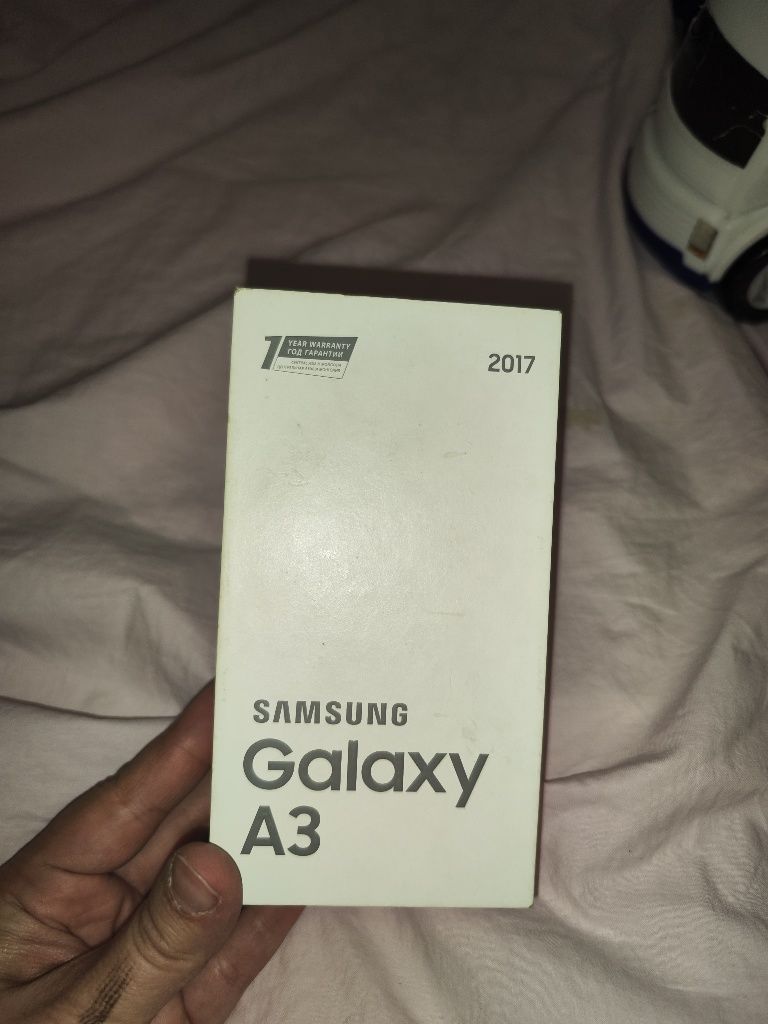 1 YEAR WARRANTY
ГОД ГАРАНТИИ
2017
SAMSUNG
Galaxy
A3